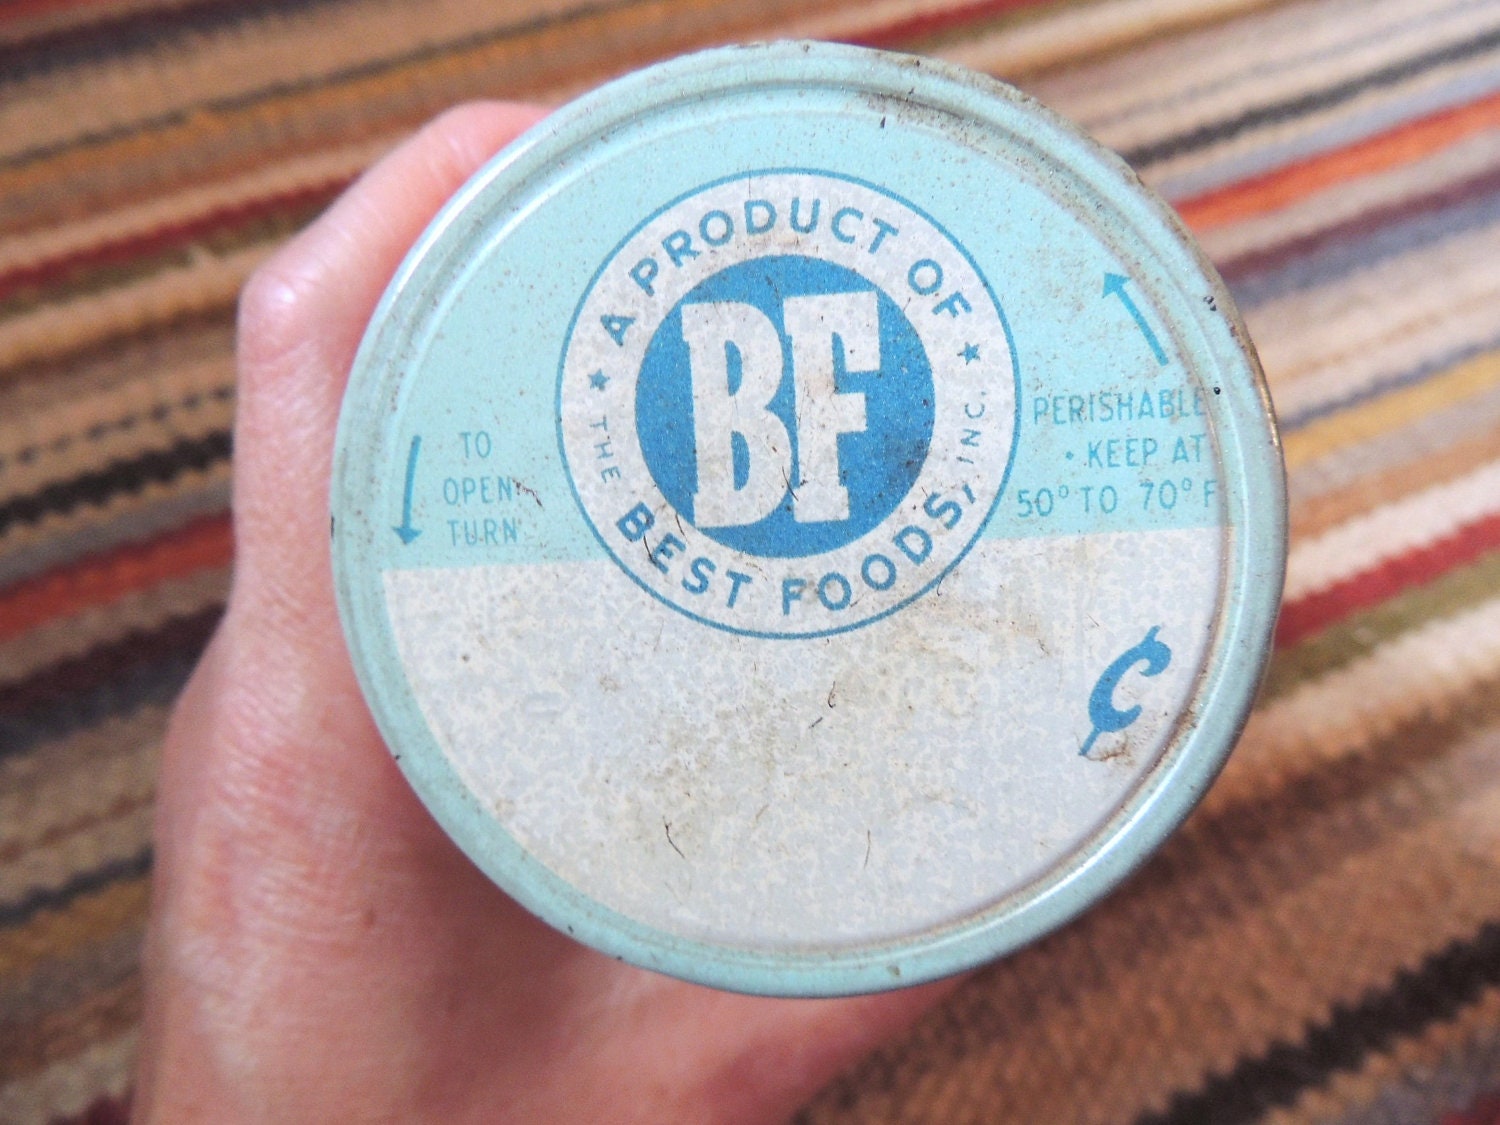 A PRODUCT OF
BF
THE BEST FOODS, INC.
TO
OPEN
TURN
PERISHABLE
• KEEP AT
50° TO 70° F
¢